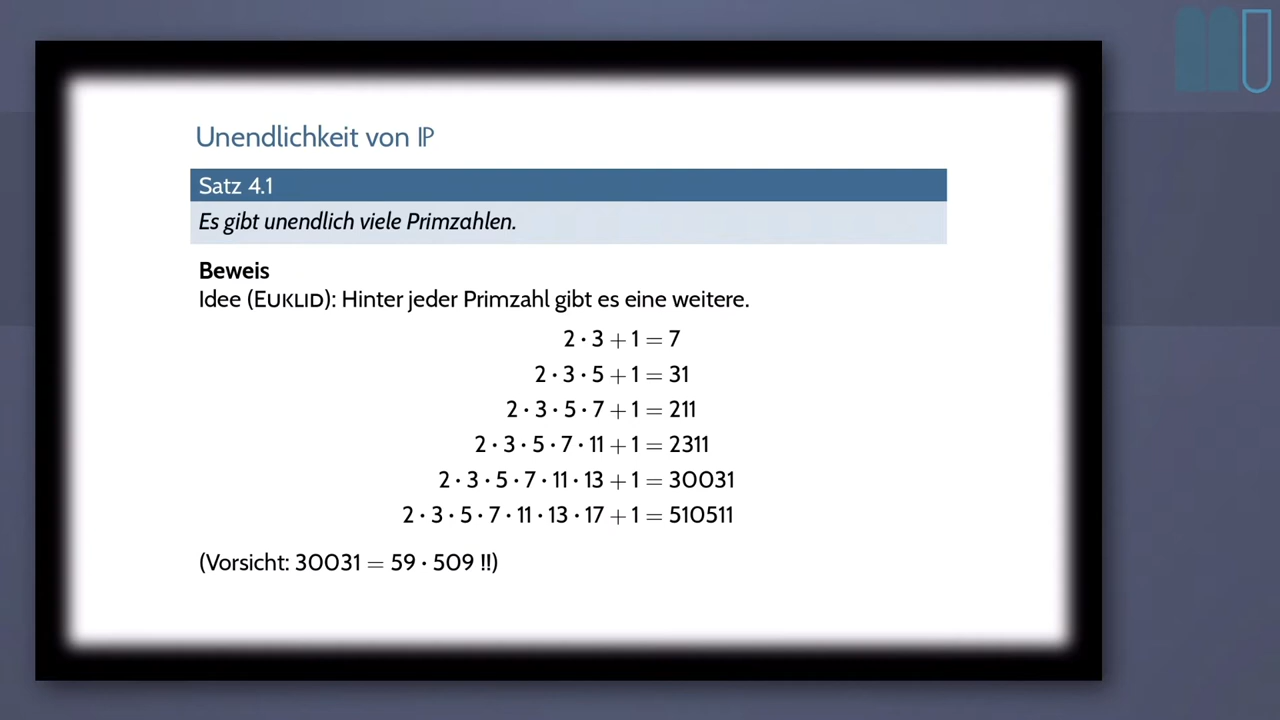 Unendlichkeit von ℙ
Satz 4.1
Es gibt unendlich viele Primzahlen.
Beweis
Idee (EUKLID): Hinter jeder Primzahl gibt es eine weitere.
2 · 3 + 1 = 7
2 · 3 · 5 + 1 = 31
2 · 3 · 5 · 7 + 1 = 211
2 · 3 · 5 · 7 · 11 + 1 = 2311
2 · 3 · 5 · 7 · 11 · 13 + 1 = 30031
2 · 3 · 5 · 7 · 11 · 13 · 17 + 1 = 510511
(Vorsicht: 30031 = 59 · 509 !!)